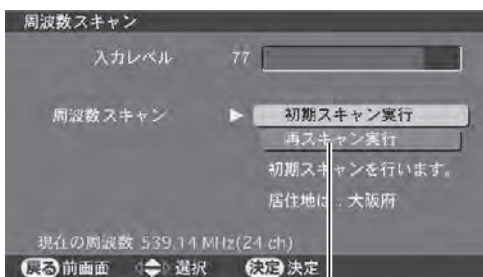 周波数スキャン
入力レベル 77
周波数スキャン ▶ 初期スキャン実行
再スキャン実行
初期スキャンを行います。
居住地は：大阪府
現在の周波数 539.14 MHz(24 ch)
戻る 前画面 選択 決定 決定